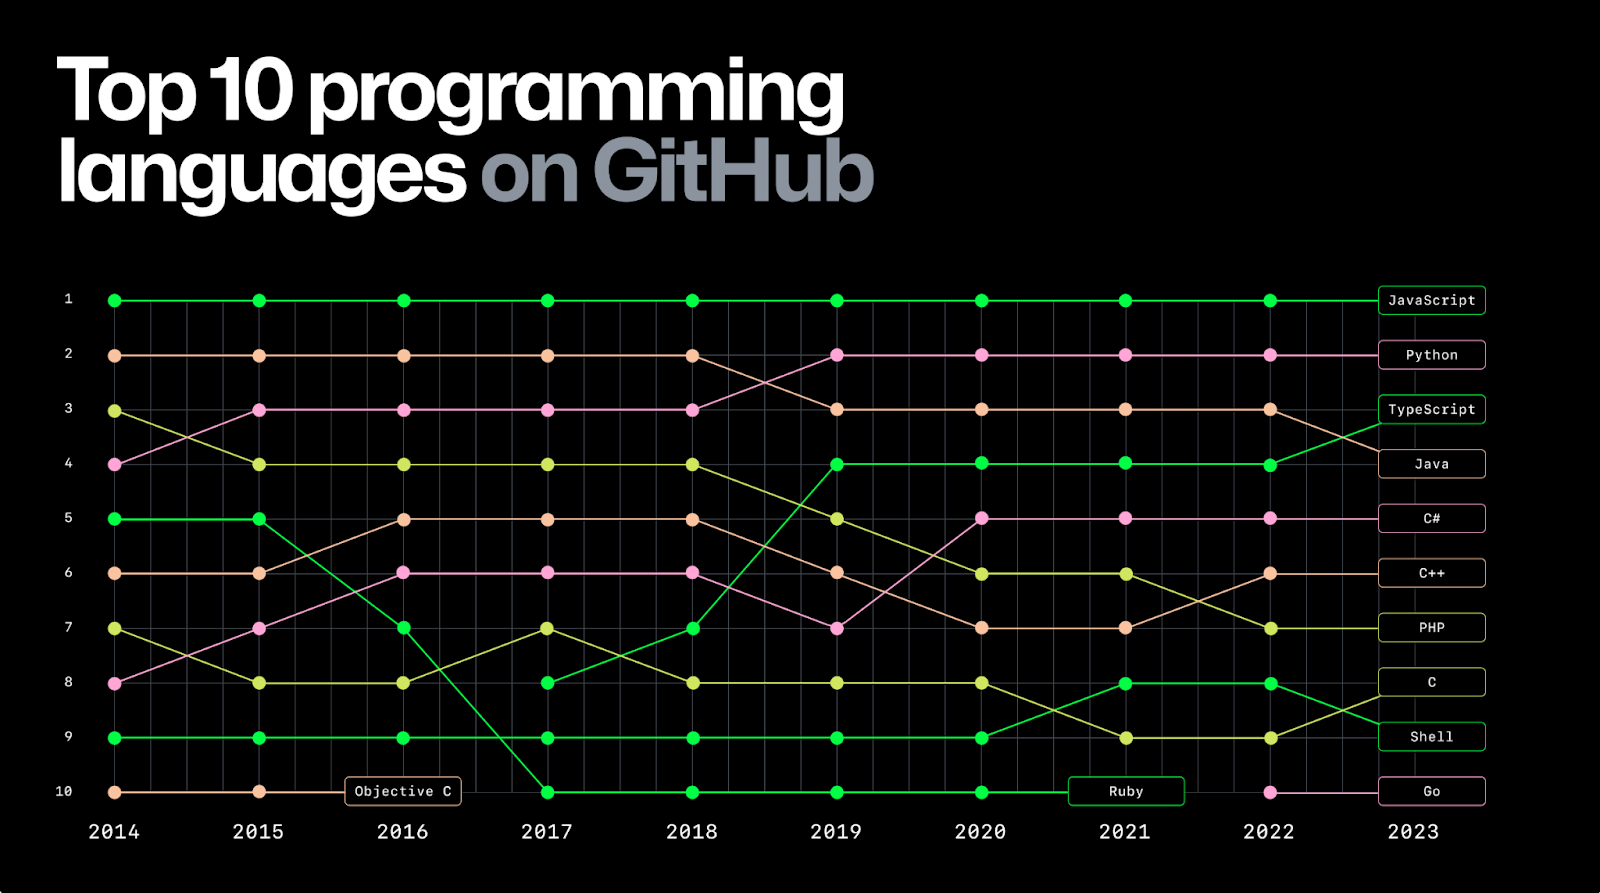 Top 10 programming
languages on GitHub
1
JavaScript
2
Python
3
TypeScript
4
Java
5
C#
6
C++
7
PHP
8
C
9
Shell
10
Objective C
Ruby
Go
2014 2015 2016 2017 2018 2019 2020 2021 2022 2023